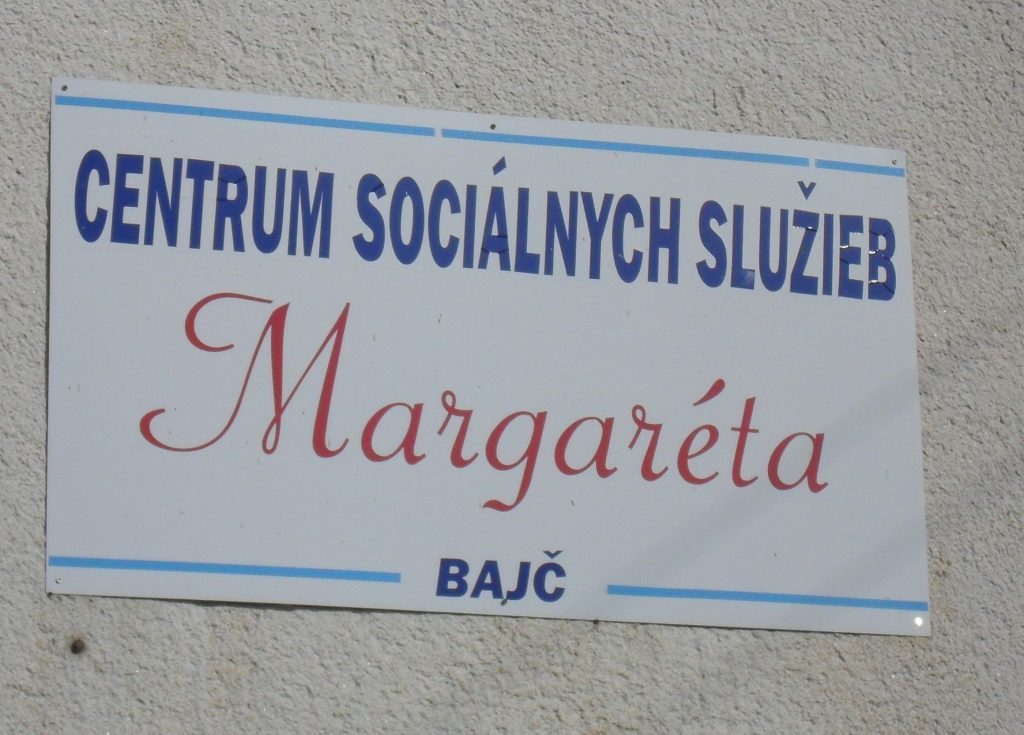 CENTRUM SOCIÁLNYCH SLUŽIEB
Margaréta
BAJČ